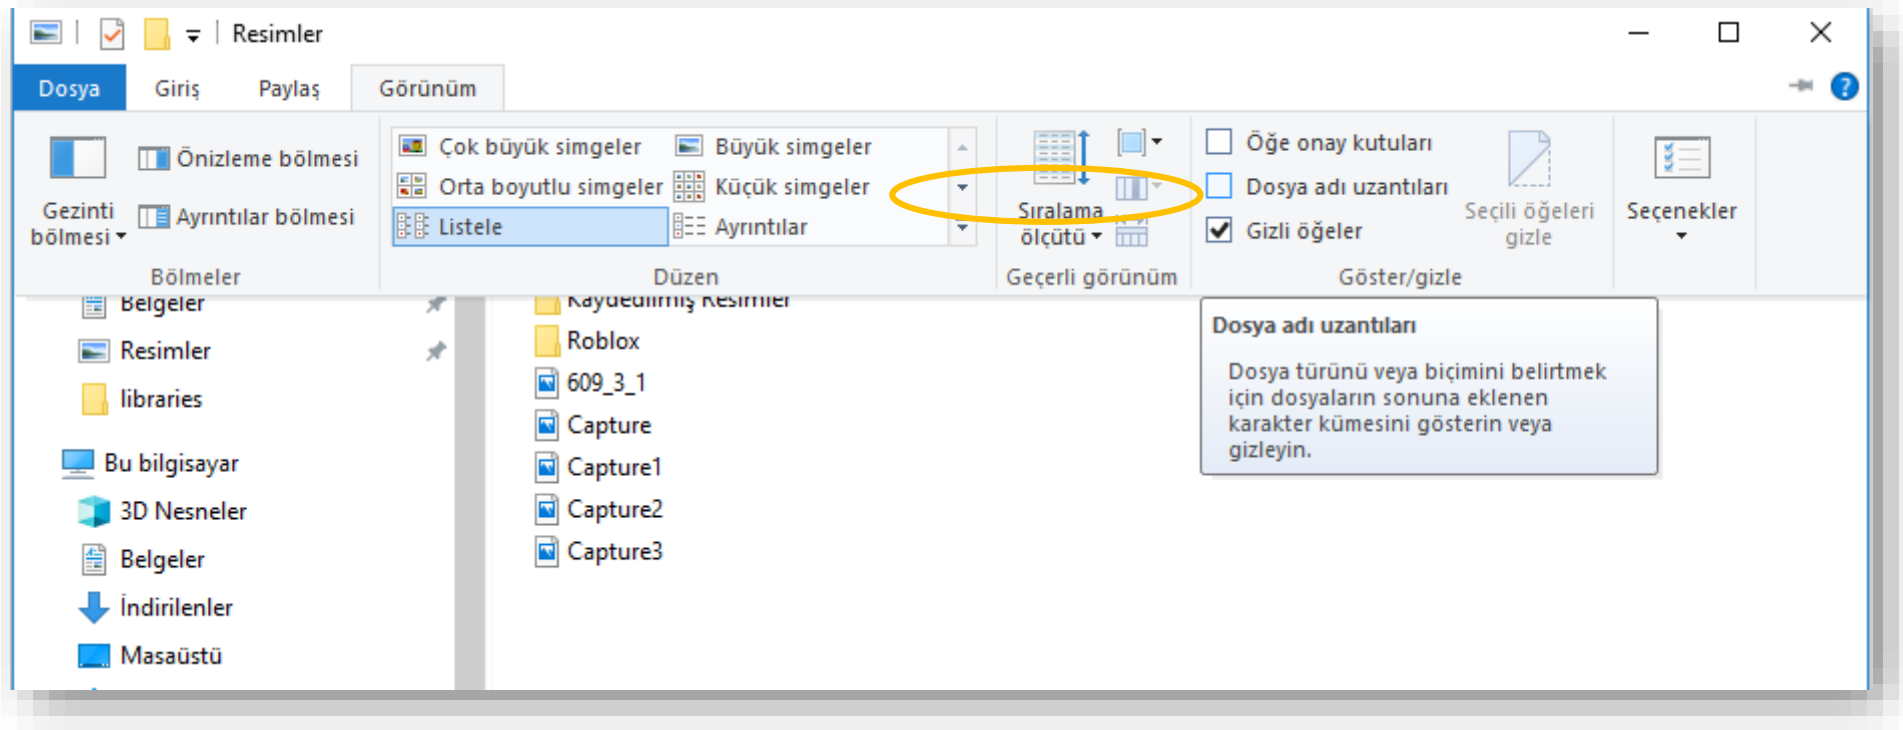 Resimler
Dosya Giriş Paylaş Görünüm
Gezinti bölmesi
Önizleme bölmesi
Ayrıntılar bölmesi
Bölmeler
Çok büyük simgeler Büyük simgeler
Orta boyutlu simgeler Küçük simgeler
Listele Ayrıntılar
Düzen
Sıralama
ölçütü
Geçerli görünüm
Öğe onay kutuları
Dosya adı uzantıları
Gizli öğeler
Seçili öğeleri
gizle
Göster/gizle
Seçenekler
Belgeler
Resimler
libraries
Bu bilgisayar
3D Nesneler
Belgeler
İndirilenler
Masaüstü
Kaydedilmiş Resimler
Roblox
609_3_1
Capture
Capture1
Capture2
Capture3
Dosya adı uzantıları
Dosya türünü veya biçimini belirtmek
için dosyaların sonuna eklenen
karakter kümesini gösterin veya
gizleyin.